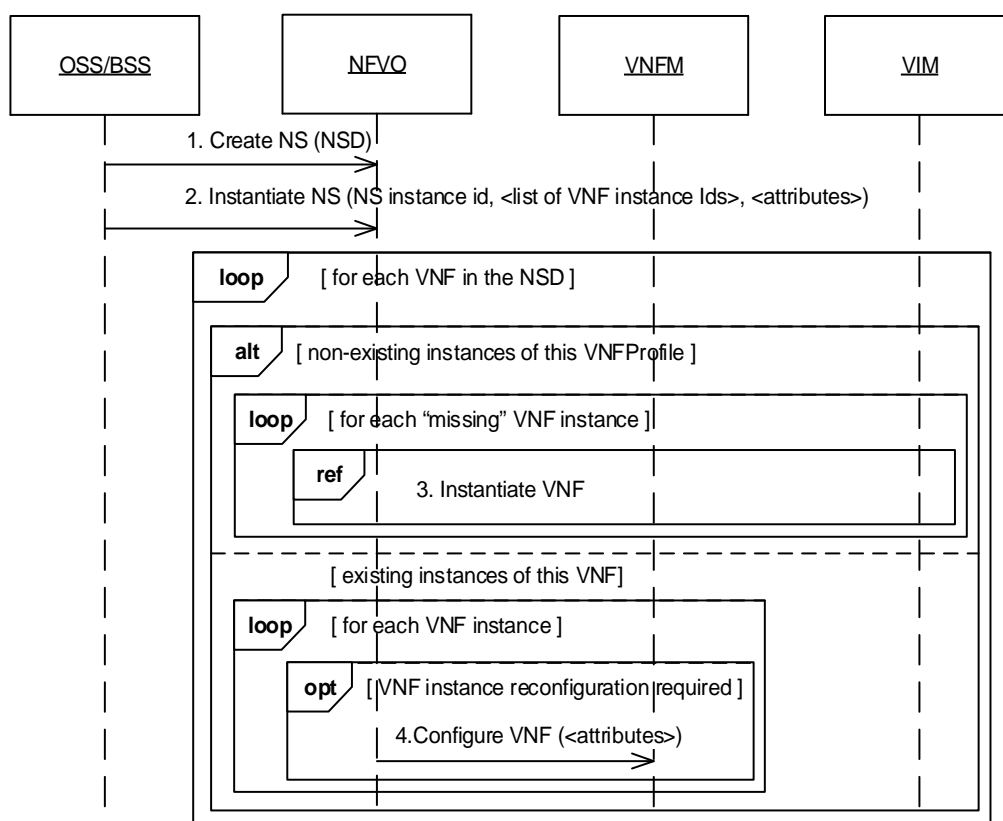 OSS/BSS
NFVO
VNFM
VIM
1. Create NS (NSD)
2. Instantiate NS (NS instance id, <list of VNF instance Ids>, <attributes>)
loop
[ for each VNF in the NSD ]
alt
[ non-existing instances of this VNFProfile ]
loop
[ for each “missing” VNF instance ]
ref
3. Instantiate VNF
[ existing instances of this VNF]
loop
[ for each VNF instance ]
opt
[VNF instance reconfiguration required ]
4.Configure VNF (<attributes>)